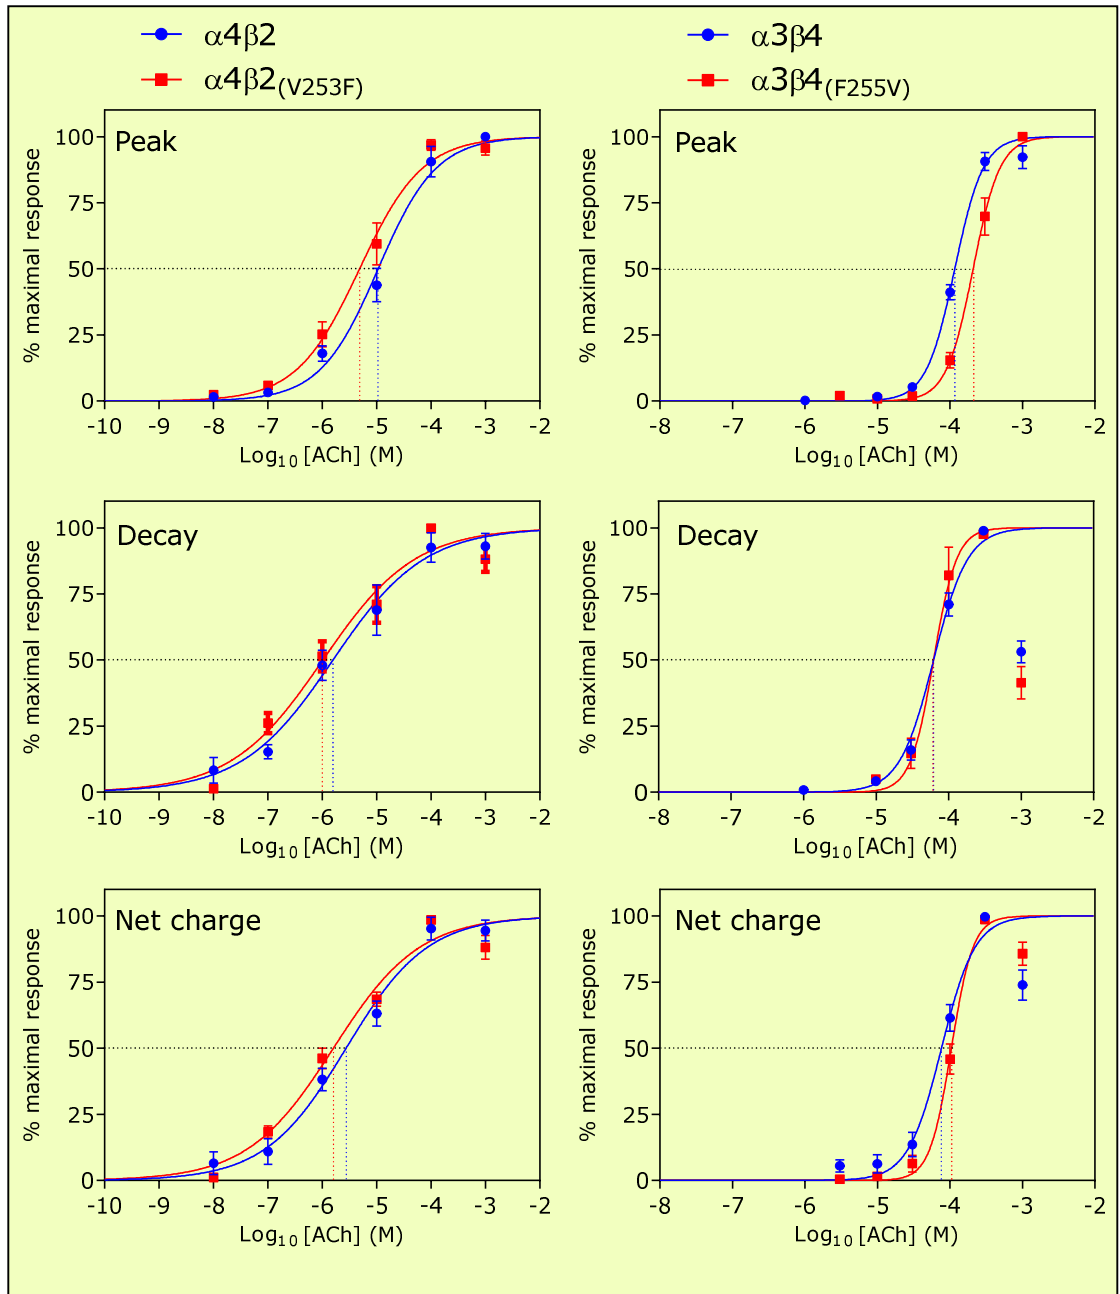 α4β2
α4β2(V253F)
α3β4
α3β4(F255V)
Peak
% maximal response
100
75
50
25
0
-10 -9 -8 -7 -6 -5 -4 -3 -2
Log10 [ACh] (M)
Peak
% maximal response
100
75
50
25
0
-8 -7 -6 -5 -4 -3 -2
Log10 [ACh] (M)
Decay
% maximal response
100
75
50
25
0
-10 -9 -8 -7 -6 -5 -4 -3 -2
Log10 [ACh] (M)
Decay
% maximal response
100
75
50
25
0
-8 -7 -6 -5 -4 -3 -2
Log10 [ACh] (M)
Net charge
% maximal response
100
75
50
25
0
-10 -9 -8 -7 -6 -5 -4 -3 -2
Log10 [ACh] (M)
Net charge
% maximal response
100
75
50
25
0
-8 -7 -6 -5 -4 -3 -2
Log10 [ACh] (M)